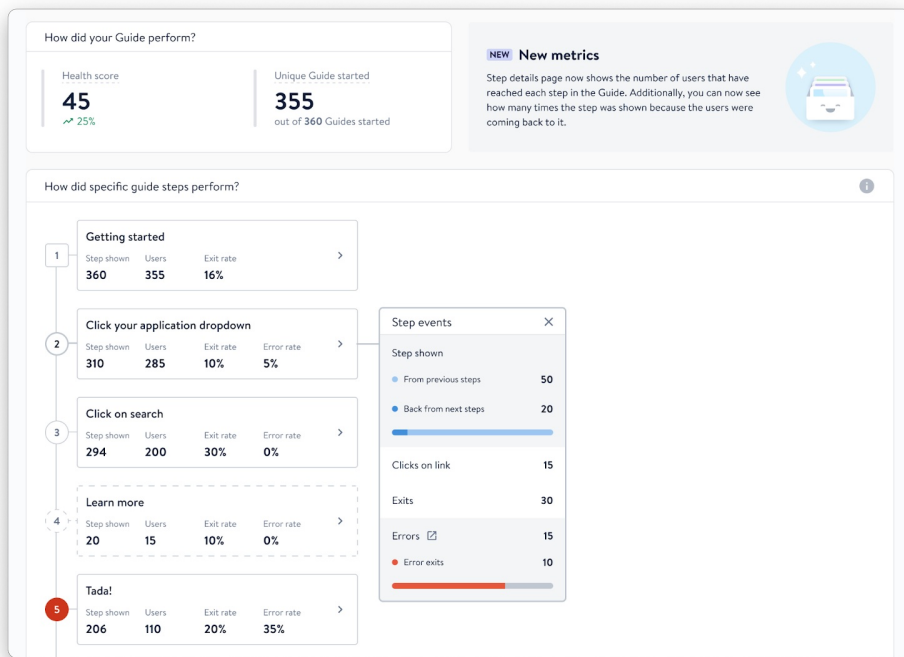 How did your Guide perform?
Health score
45
25%
Unique Guide started
355
out of 360 Guides started
NEW New metrics
Step details page now shows the number of users that have
reached each step in the Guide. Additionally, you can now see
how many times the step was shown because the users were
coming back to it.
How did specific guide steps perform?
1
Getting started
Step shown Users Exit rate
360 355 16%
2
Click your application dropdown
Step shown Users Exit rate Error rate
310 285 10% 5%
3
Click on search
Step shown Users Exit rate Error rate
294 200 30% 0%
4
Learn more
Step shown Users Exit rate Error rate
20 15 10% 0%
5
Tada!
Step shown Users Exit rate Error rate
206 110 20% 35%
Step events
Step shown
From previous steps 50
Back from next steps 20
Clicks on link 15
Exits 30
Errors 15
Error exits 10